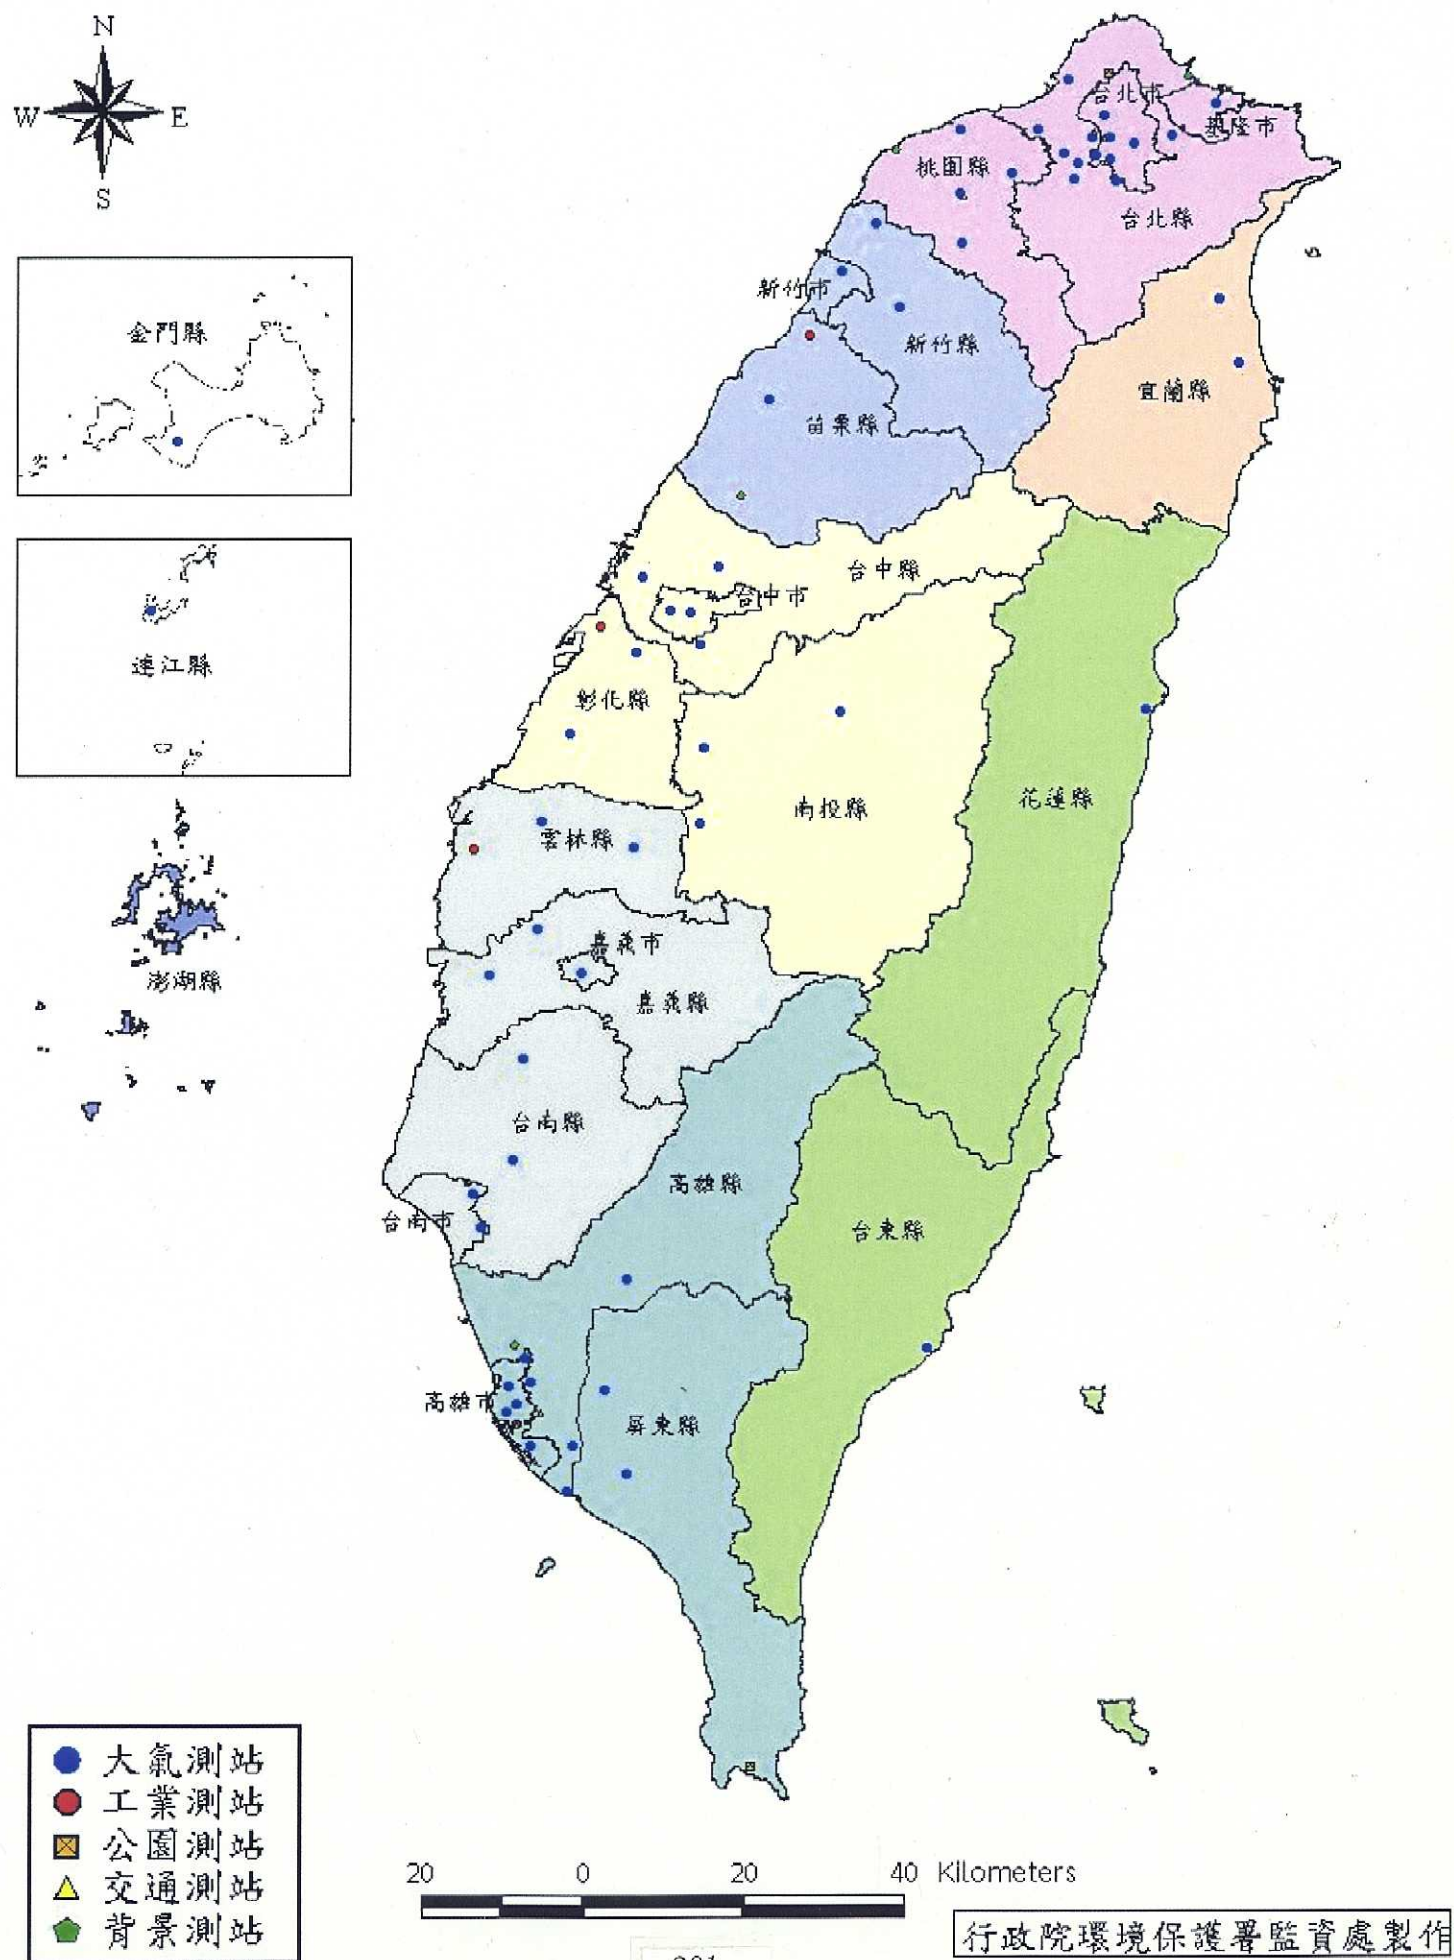 N
W E
S
金門縣
連江縣
澎湖縣
台北市
基隆市
桃園縣
台北縣
新竹市
新竹縣
宜蘭縣
苗栗縣
台中縣
台中市
彰化縣
南投縣
花蓮縣
雲林縣
嘉義市
嘉義縣
台南縣
高雄縣
台南市
台東縣
高雄市
屏東縣
大氣測站
工業測站
公園測站
交通測站
背景測站
20 0 20 40 Kilometers
行政院環境保護署監資處製作